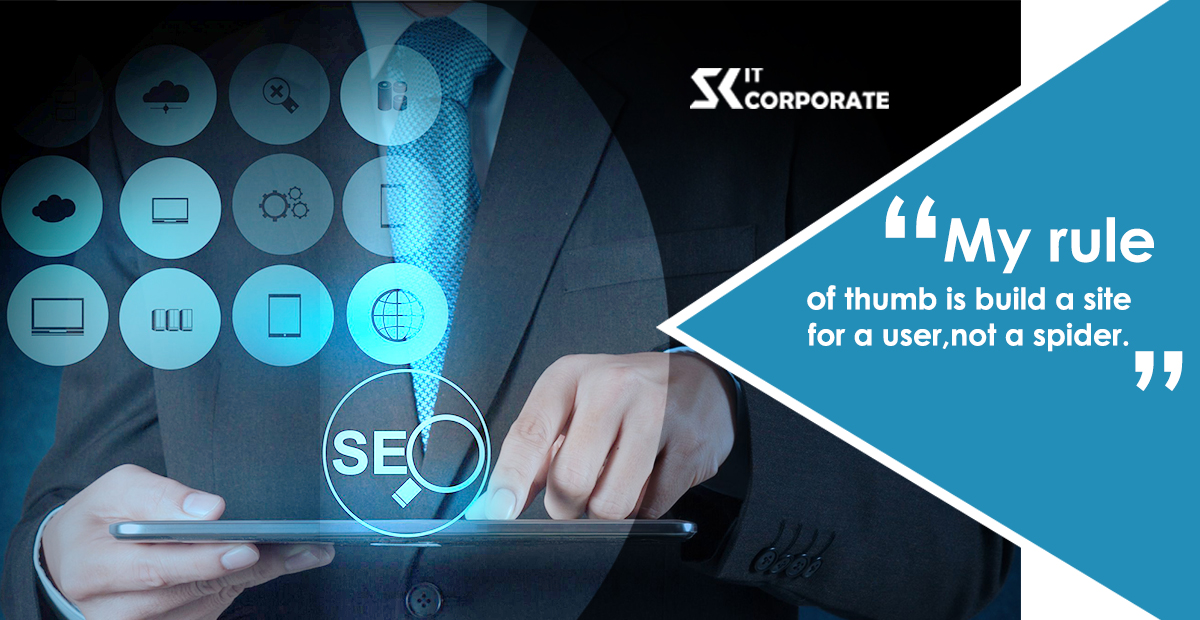 SK IT
CORPORATE
“My rule
of thumb is build a site
for a user,not a spider.
”
SEO